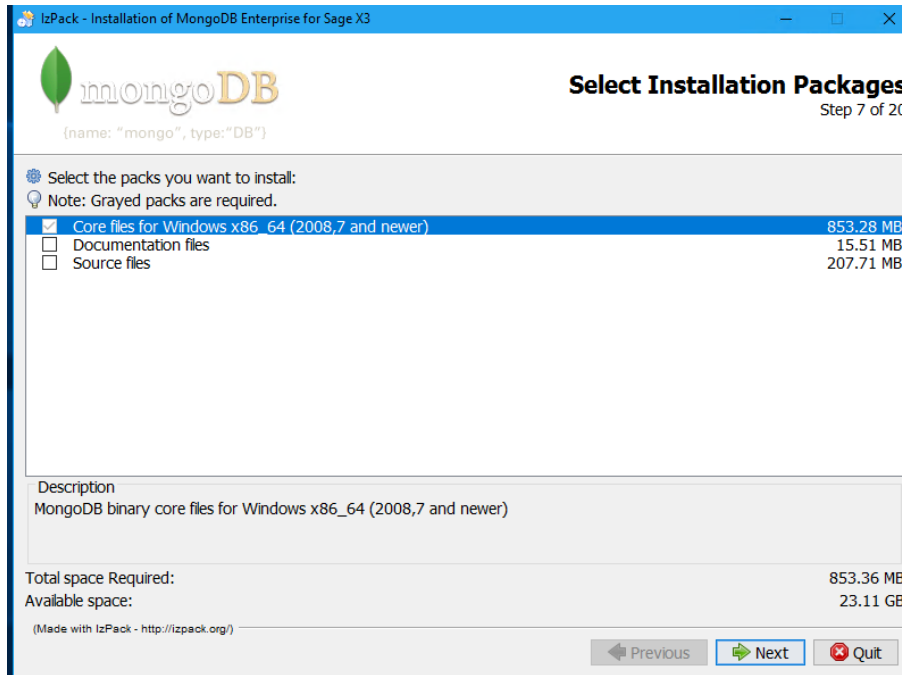 IzPack - Installation of MongoDB Enterprise for Sage X3
mongoDB
{name: "mongo", type:"DB"}
Select Installation Packages
Step 7 of 20
Select the packs you want to install:
Note: Grayed packs are required.
Core files for Windows x86_64 (2008,7 and newer) 853.28 MB
Documentation files 15.51 MB
Source files 207.71 MB
Description
MongoDB binary core files for Windows x86_64 (2008,7 and newer)
Total space Required: 853.36 MB
Available space: 23.11 GB
(Made with IzPack - http://izpack.org/)
Previous Next Quit